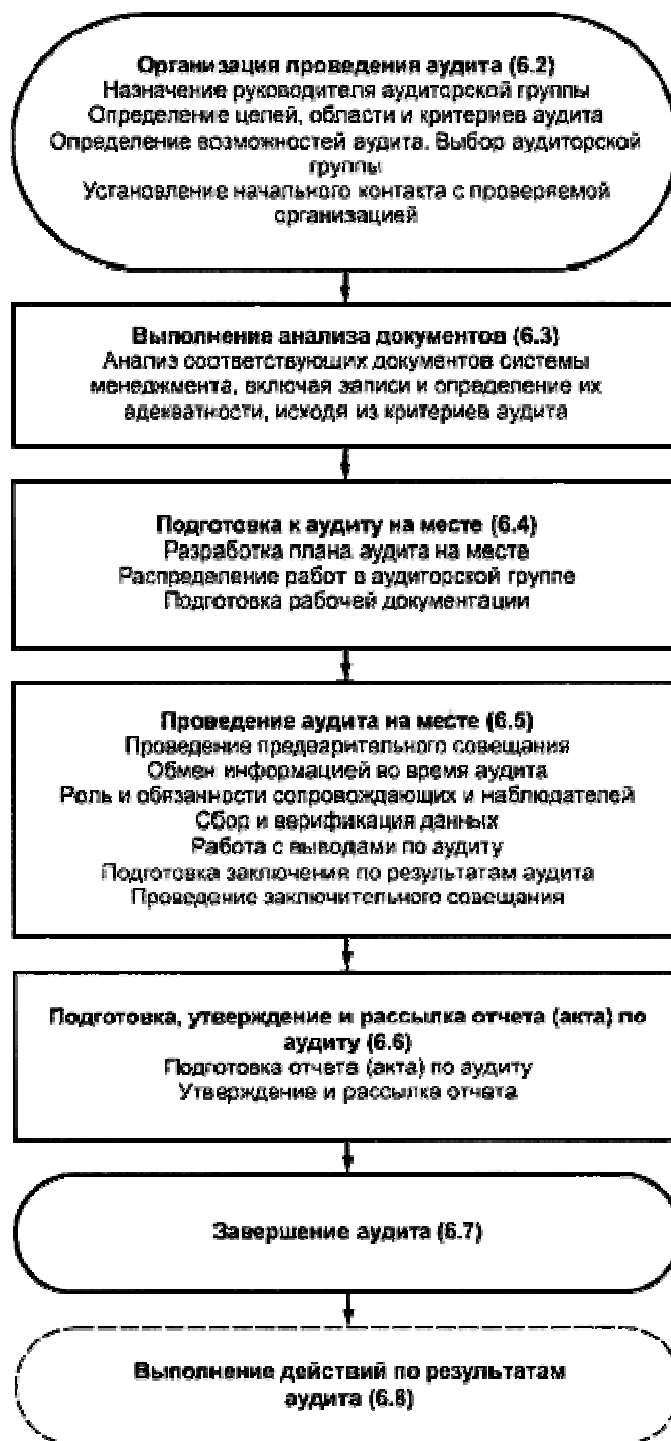 Организация проведения аудита (6.2)
Назначение руководителя аудиторской группы
Определение целей, области и критериев аудита
Определение возможностей аудита. Выбор аудиторской
группы
Установление начального контакта с проверяемой
организацией
Выполнение анализа документов (6.3)
Анализ соответствующих документов системы
менеджмента, включая записи и определение их
адекватности, исходя из критериев аудита
Подготовка к аудиту на месте (6.4)
Разработка плана аудита на месте
Распределение работ в аудиторской группе
Подготовка рабочей документации
Проведение аудита на месте (6.5)
Проведение предварительного совещания
Обмен информацией во время аудита
Роль и обязанности сопровождающих и наблюдателей
Сбор и верификация данных
Работа с выводами по аудиту
Подготовка заключения по результатам аудита
Проведение заключительного совещания
Подготовка, утверждение и рассылка отчета (акта) по
аудиту (6.6)
Подготовка отчета (акта) по аудиту
Утверждение и рассылка отчета
Завершение аудита (6.7)
Выполнение действий по результатам
аудита (6.8)